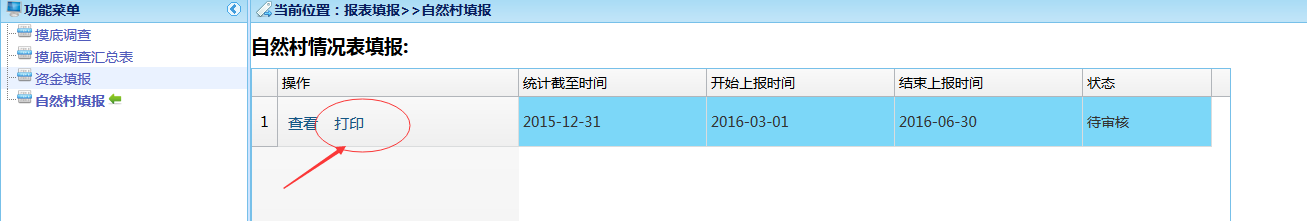 功能菜单
摸底调查
摸底调查汇总表
资金填报
自然村填报
当前位置：报表填报>>自然村填报
自然村情况表填报:
操作 统计截至时间 开始上报时间 结束上报时间 状态
1 查看 打印 2015-12-31 2016-03-01 2016-06-30 待审核